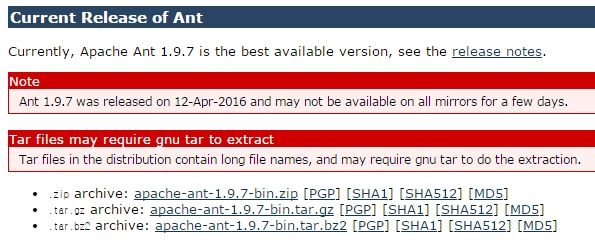 Current Release of Ant
Currently, Apache Ant 1.9.7 is the best available version, see the release notes.
Note
Ant 1.9.7 was released on 12-Apr-2016 and may not be available on all mirrors for a few days.
Tar files may require gnu tar to extract
Tar files in the distribution contain long file names, and may require gnu tar to do the extraction.
• .zip archive: apache-ant-1.9.7-bin.zip [PGP] [SHA1] [SHA512] [MD5]
• .tar.gz archive: apache-ant-1.9.7-bin.tar.gz [PGP] [SHA1] [SHA512] [MD5]
• .tar.bz2 archive: apache-ant-1.9.7-bin.tar.bz2 [PGP] [SHA1] [SHA512] [MD5]